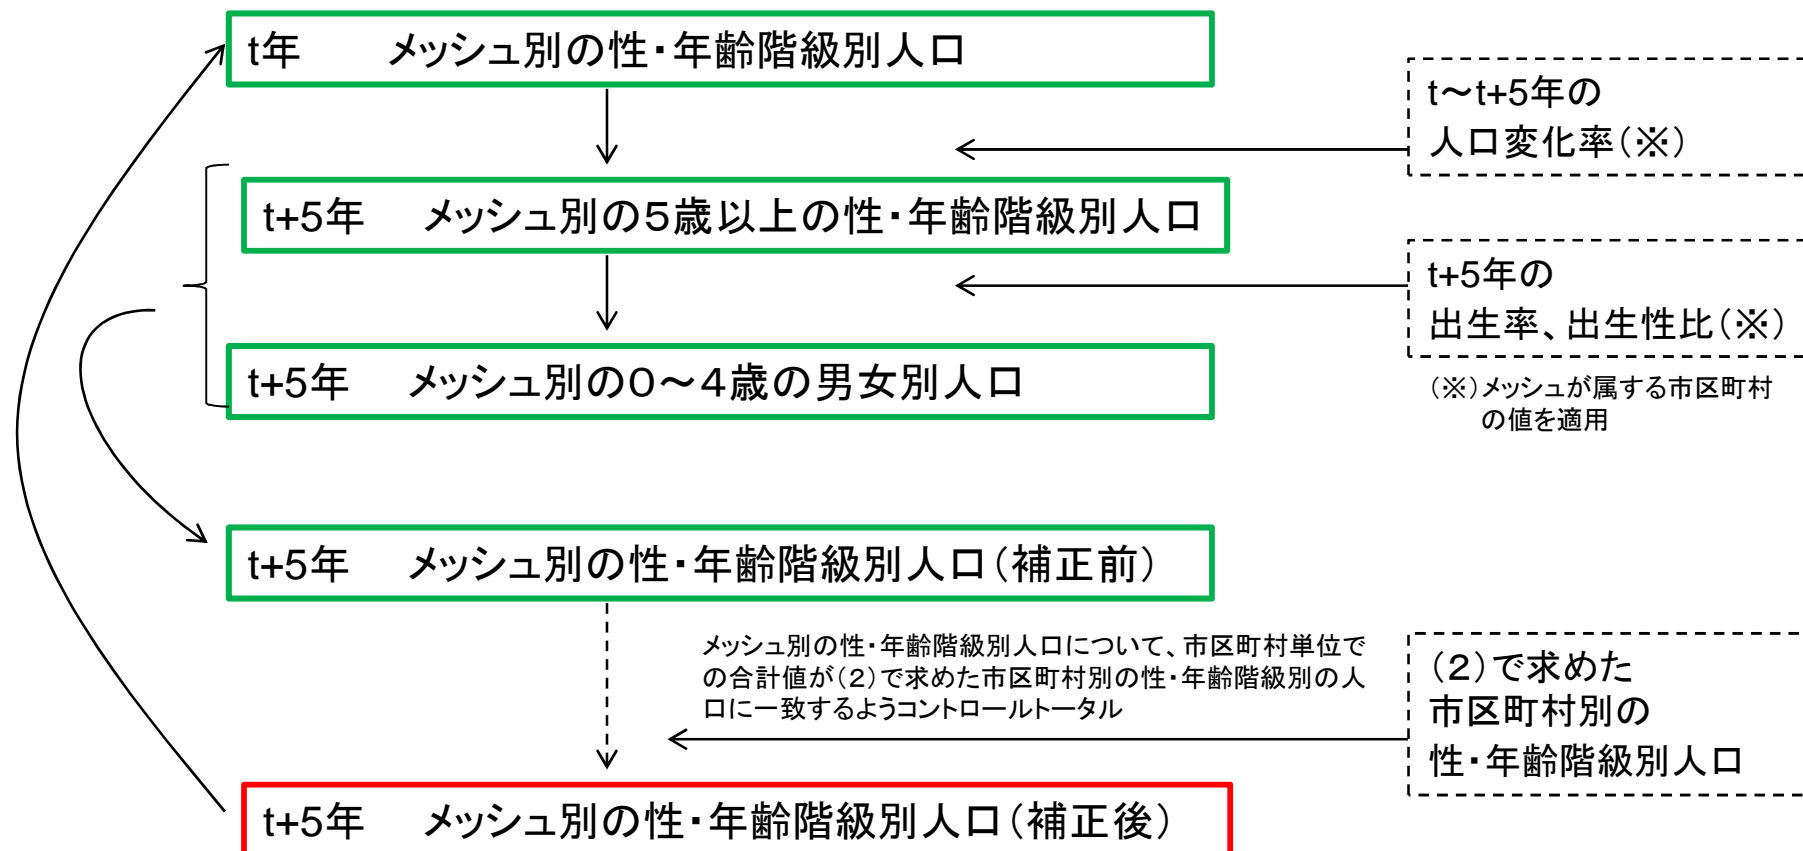 t年　メッシュ別の性・年齢階級別人口
t～t+5年の
人口変化率（※）
t+5年　メッシュ別の５歳以上の性・年齢階級別人口
t+5年の
出生率、出生性比（※）
t+5年　メッシュ別の０～４歳の男女別人口
（※）メッシュが属する市区町村
の値を適用
t+5年　メッシュ別の性・年齢階級別人口（補正前）
メッシュ別の性・年齢階級別人口について、市区町村単位で
の合計値が（２）で求めた市区町村別の性・年齢階級別の人
口に一致するようコントロールトータル
（２）で求めた
市区町村別の
性・年齢階級別人口
t+5年　メッシュ別の性・年齢階級別人口（補正後）